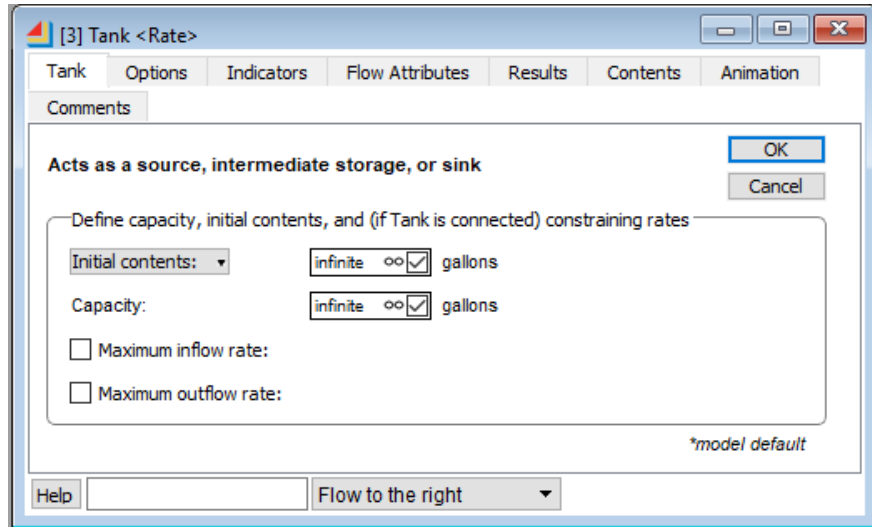 [3] Tank <Rate>
Tank Options Indicators Flow Attributes Results Contents Animation
Comments
Acts as a source, intermediate storage, or sink
OK
Cancel
Define capacity, initial contents, and (if Tank is connected) constraining rates
Initial contents: infinite ∞ gallons
Capacity: infinite ∞ gallons
Maximum inflow rate:
Maximum outflow rate:
*model default
Help Flow to the right